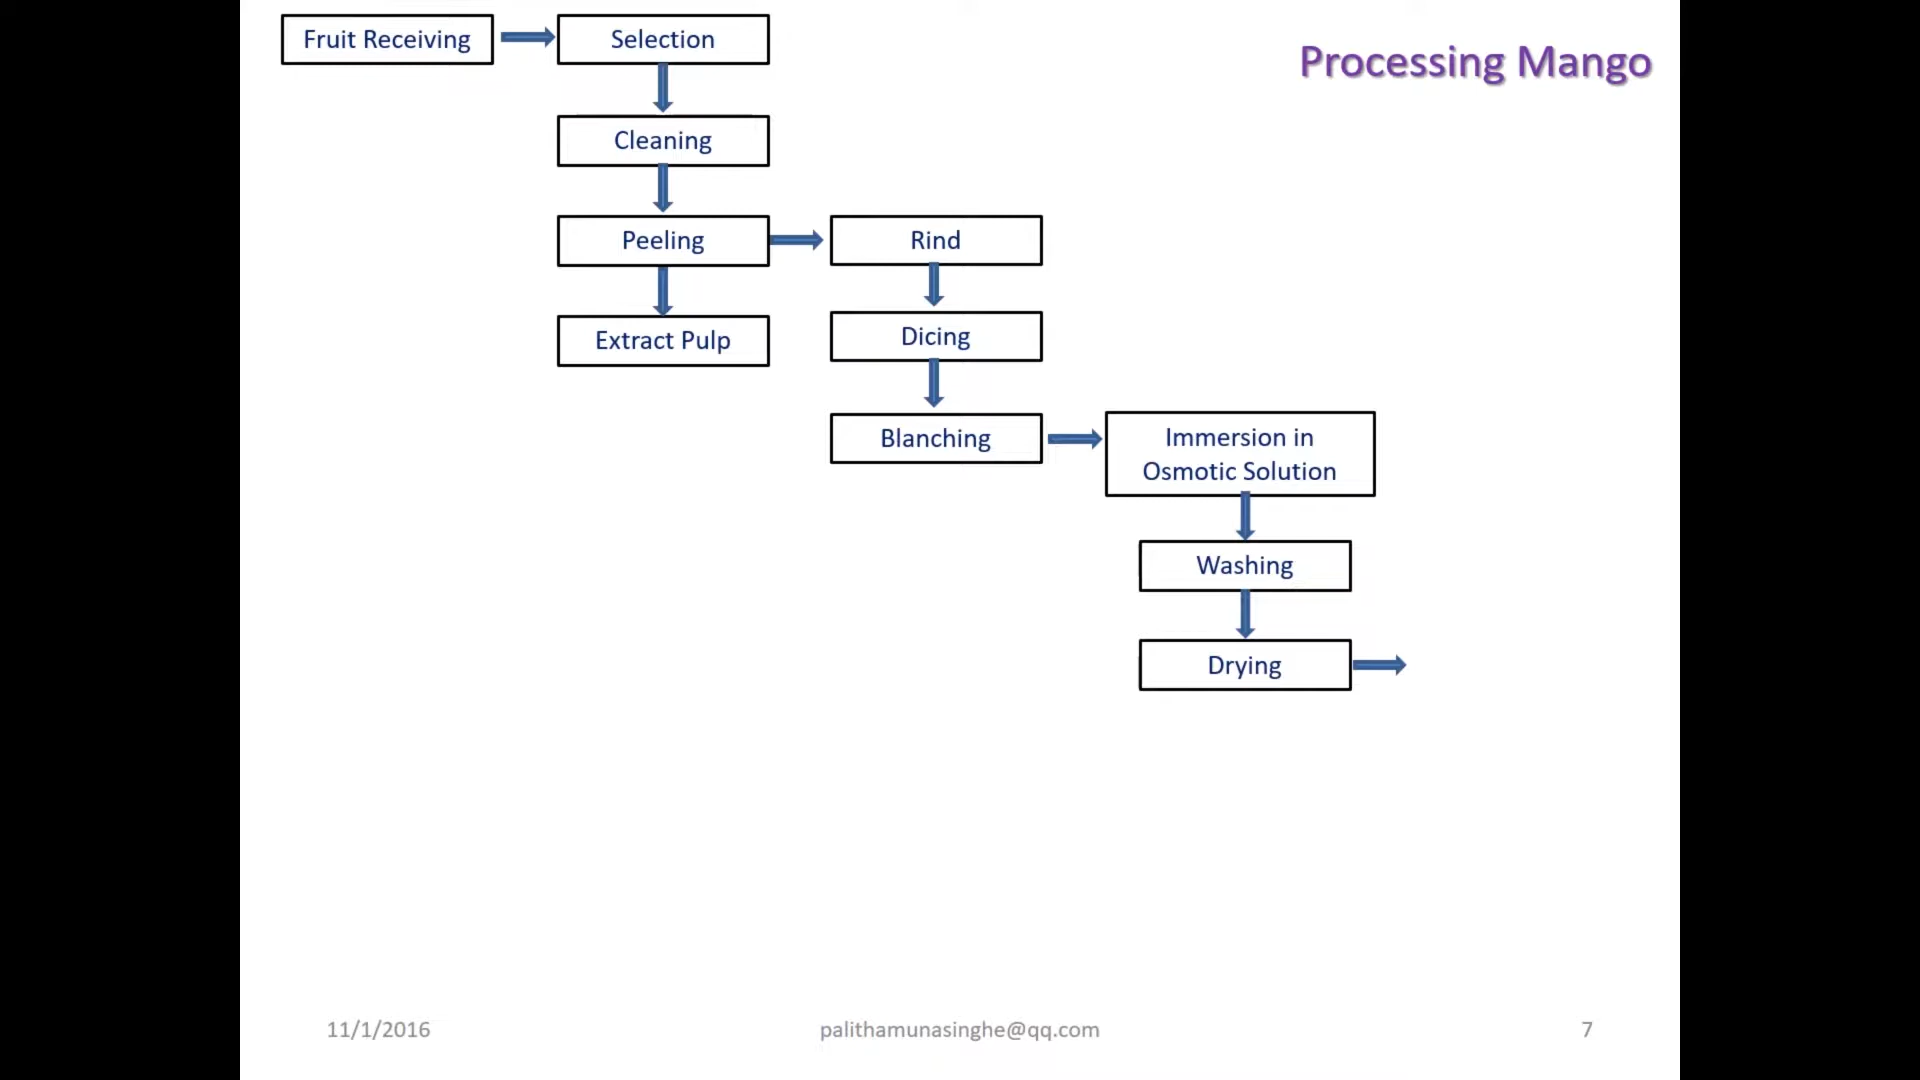 Fruit Receiving
Selection
Processing Mango
Cleaning
Peeling
Rind
Extract Pulp
Dicing
Blanching
Immersion in
Osmotic Solution
Washing
Drying
11/1/2016
palithamunasinghe@qq.com
7